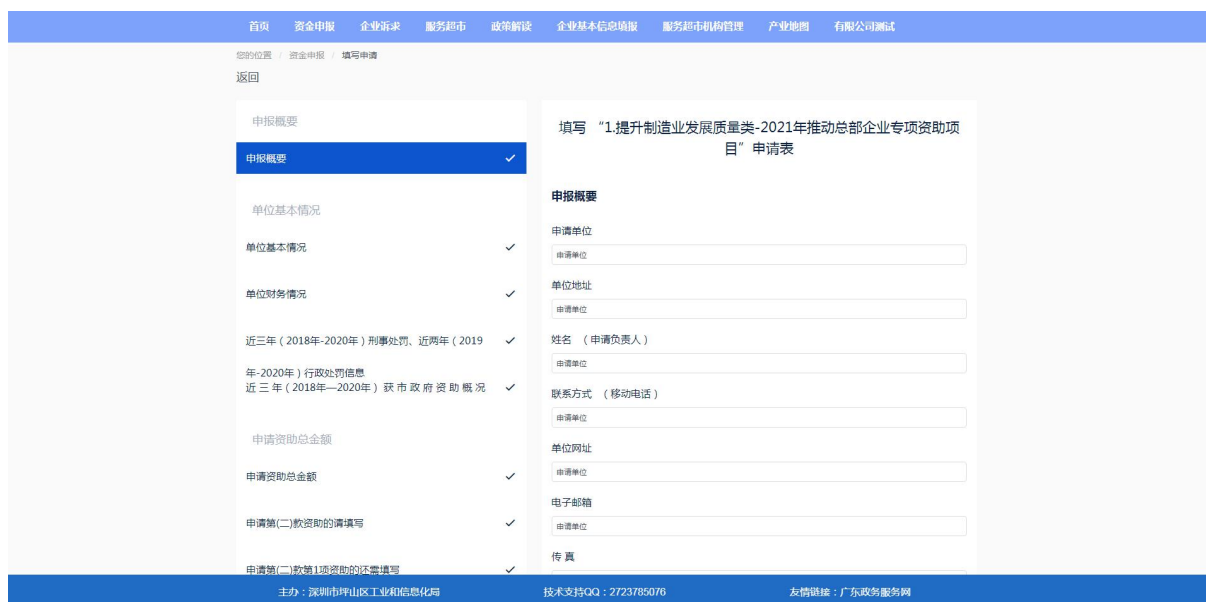 首页 资金申报 企业诉求 服务超市 政策解读 企业基本信息填报 服务超市机构管理 产业地图 有限公司测试
您的位置 / 资金申报 / 填写申请
返回
申报概要
申报概要
单位基本情况
单位基本情况
单位财务情况
近三年（2018年-2020年）刑事处罚、近两年（2019
年-2020年）行政处罚信息
近三年（2018年—2020年）获市政府资助概况
申请资助总金额
申请资助总金额
申请第(二)款资助的请填写
申请第(二)款第1项资助的还需填写
填写 “1.提升制造业发展质量类-2021年推动总部企业专项资助项
目”申请表
申报概要
申请单位
申请单位
单位地址
申请单位
姓名 （申请负责人）
申请单位
联系方式 （移动电话）
申请单位
单位网址
申请单位
电子邮箱
申请单位
传 真
主办：深圳市坪山区工业和信息化局 技术支持QQ：2723785076 友情链接：广东政务服务网